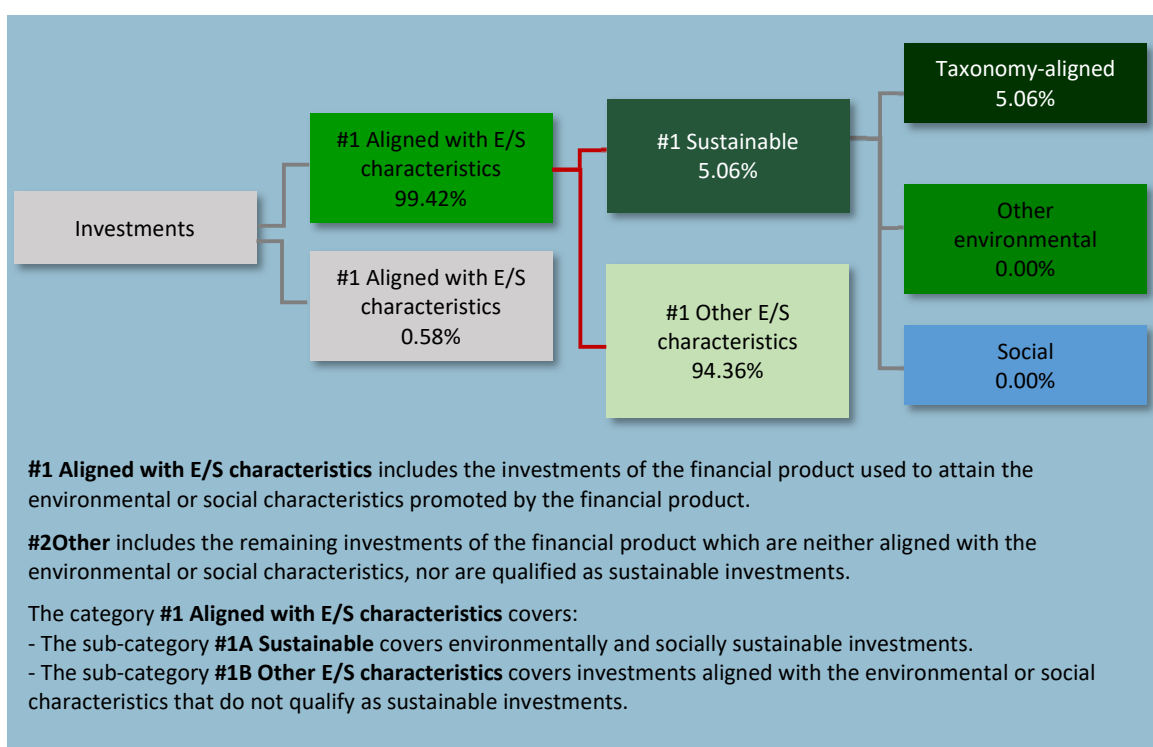 Investments
#1 Aligned with E/S
characteristics
99.42%
#1 Aligned with E/S
characteristics
0.58%
#1 Sustainable
5.06%
#1 Other E/S
characteristics
94.36%
Taxonomy-aligned
5.06%
Other
environmental
0.00%
Social
0.00%
#1 Aligned with E/S characteristics includes the investments of the financial product used to attain the
environmental or social characteristics promoted by the financial product.
#2Other includes the remaining investments of the financial product which are neither aligned with the
environmental or social characteristics, nor are qualified as sustainable investments.
The category #1 Aligned with E/S characteristics covers:
- The sub-category #1A Sustainable covers environmentally and socially sustainable investments.
- The sub-category #1B Other E/S characteristics covers investments aligned with the environmental or social
characteristics that do not qualify as sustainable investments.